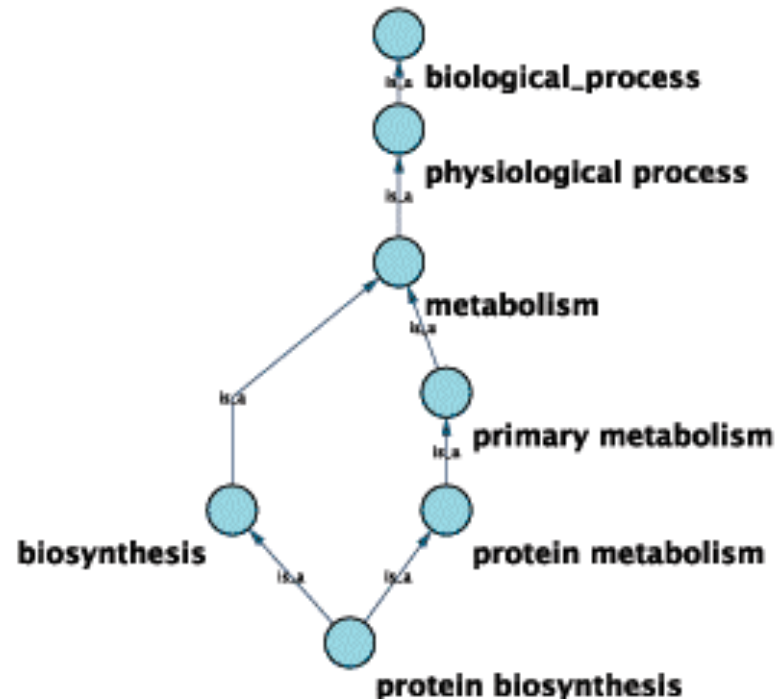 is_a
biological_process
physiological process
is_a
metabolism
is_a
is_a
primary metabolism
is_a
biosynthesis
protein metabolism
is_a
is_a
protein biosynthesis